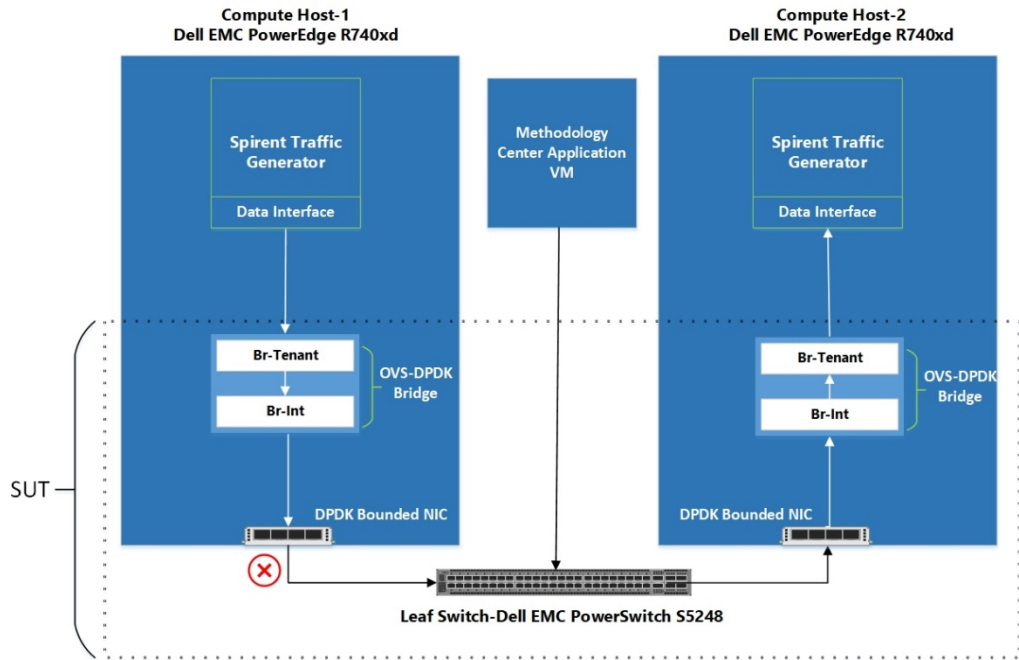 Compute Host-1
Dell EMC PowerEdge R740xd
Compute Host-2
Dell EMC PowerEdge R740xd
Spirent Traffic
Generator
Data Interface
Methodology
Center Application
VM
Spirent Traffic
Generator
Data Interface
Br-Tenant
Br-Int
OVS-DPDK
Bridge
Br-Tenant
Br-Int
OVS-DPDK
Bridge
SUT
DPDK Bounded NIC
DPDK Bounded NIC
Leaf Switch-Dell EMC PowerSwitch S5248